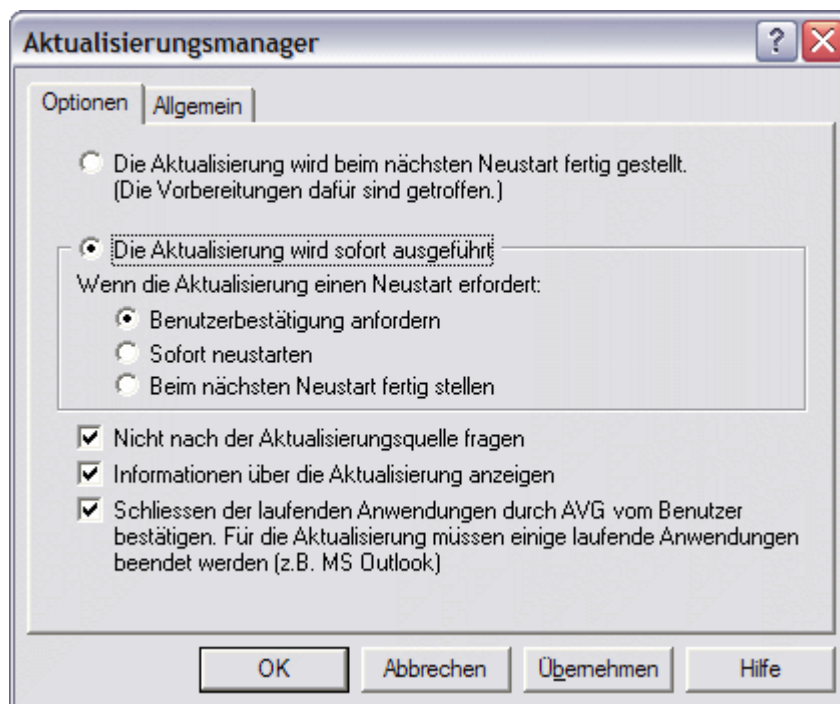 Aktualisierungsmanager
Optionen
Allgemein
Die Aktualisierung wird beim nächsten Neustart fertig gestellt.
(Die Vorbereitungen dafür sind getroffen.)
Die Aktualisierung wird sofort ausgeführt
Wenn die Aktualisierung einen Neustart erfordert:
Benutzerbestätigung anfordern
Sofort neustarten
Beim nächsten Neustart fertig stellen
Nicht nach der Aktualisierungsquelle fragen
Informationen über die Aktualisierung anzeigen
Schliessen der laufenden Anwendungen durch AVG vom Benutzer
bestätigen. Für die Aktualisierung müssen einige laufende Anwendungen
beendet werden (z.B. MS Outlook)
OK
Abbrechen
Übernehmen
Hilfe